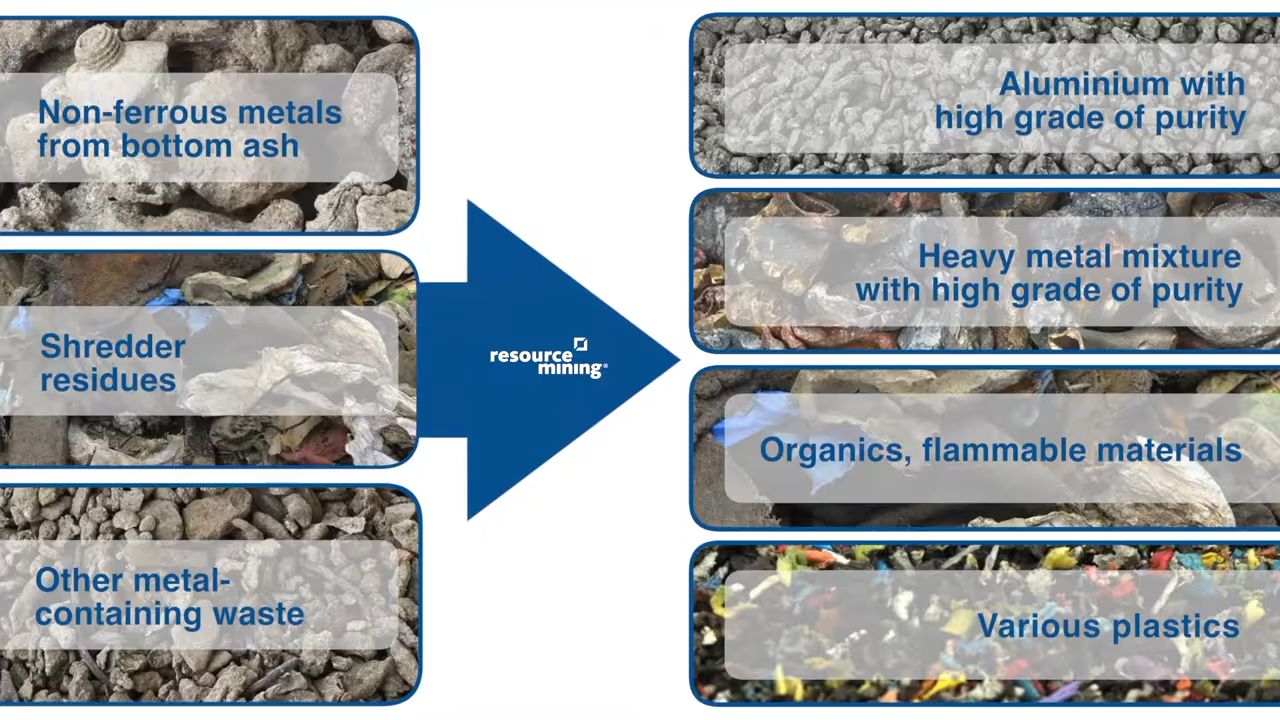 Non-ferrous metals
from bottom ash
Shredder
residues
Other metal-
containing waste
resource
mining®
Aluminium with
high grade of purity
Heavy metal mixture
with high grade of purity
Organics, flammable materials
Various plastics